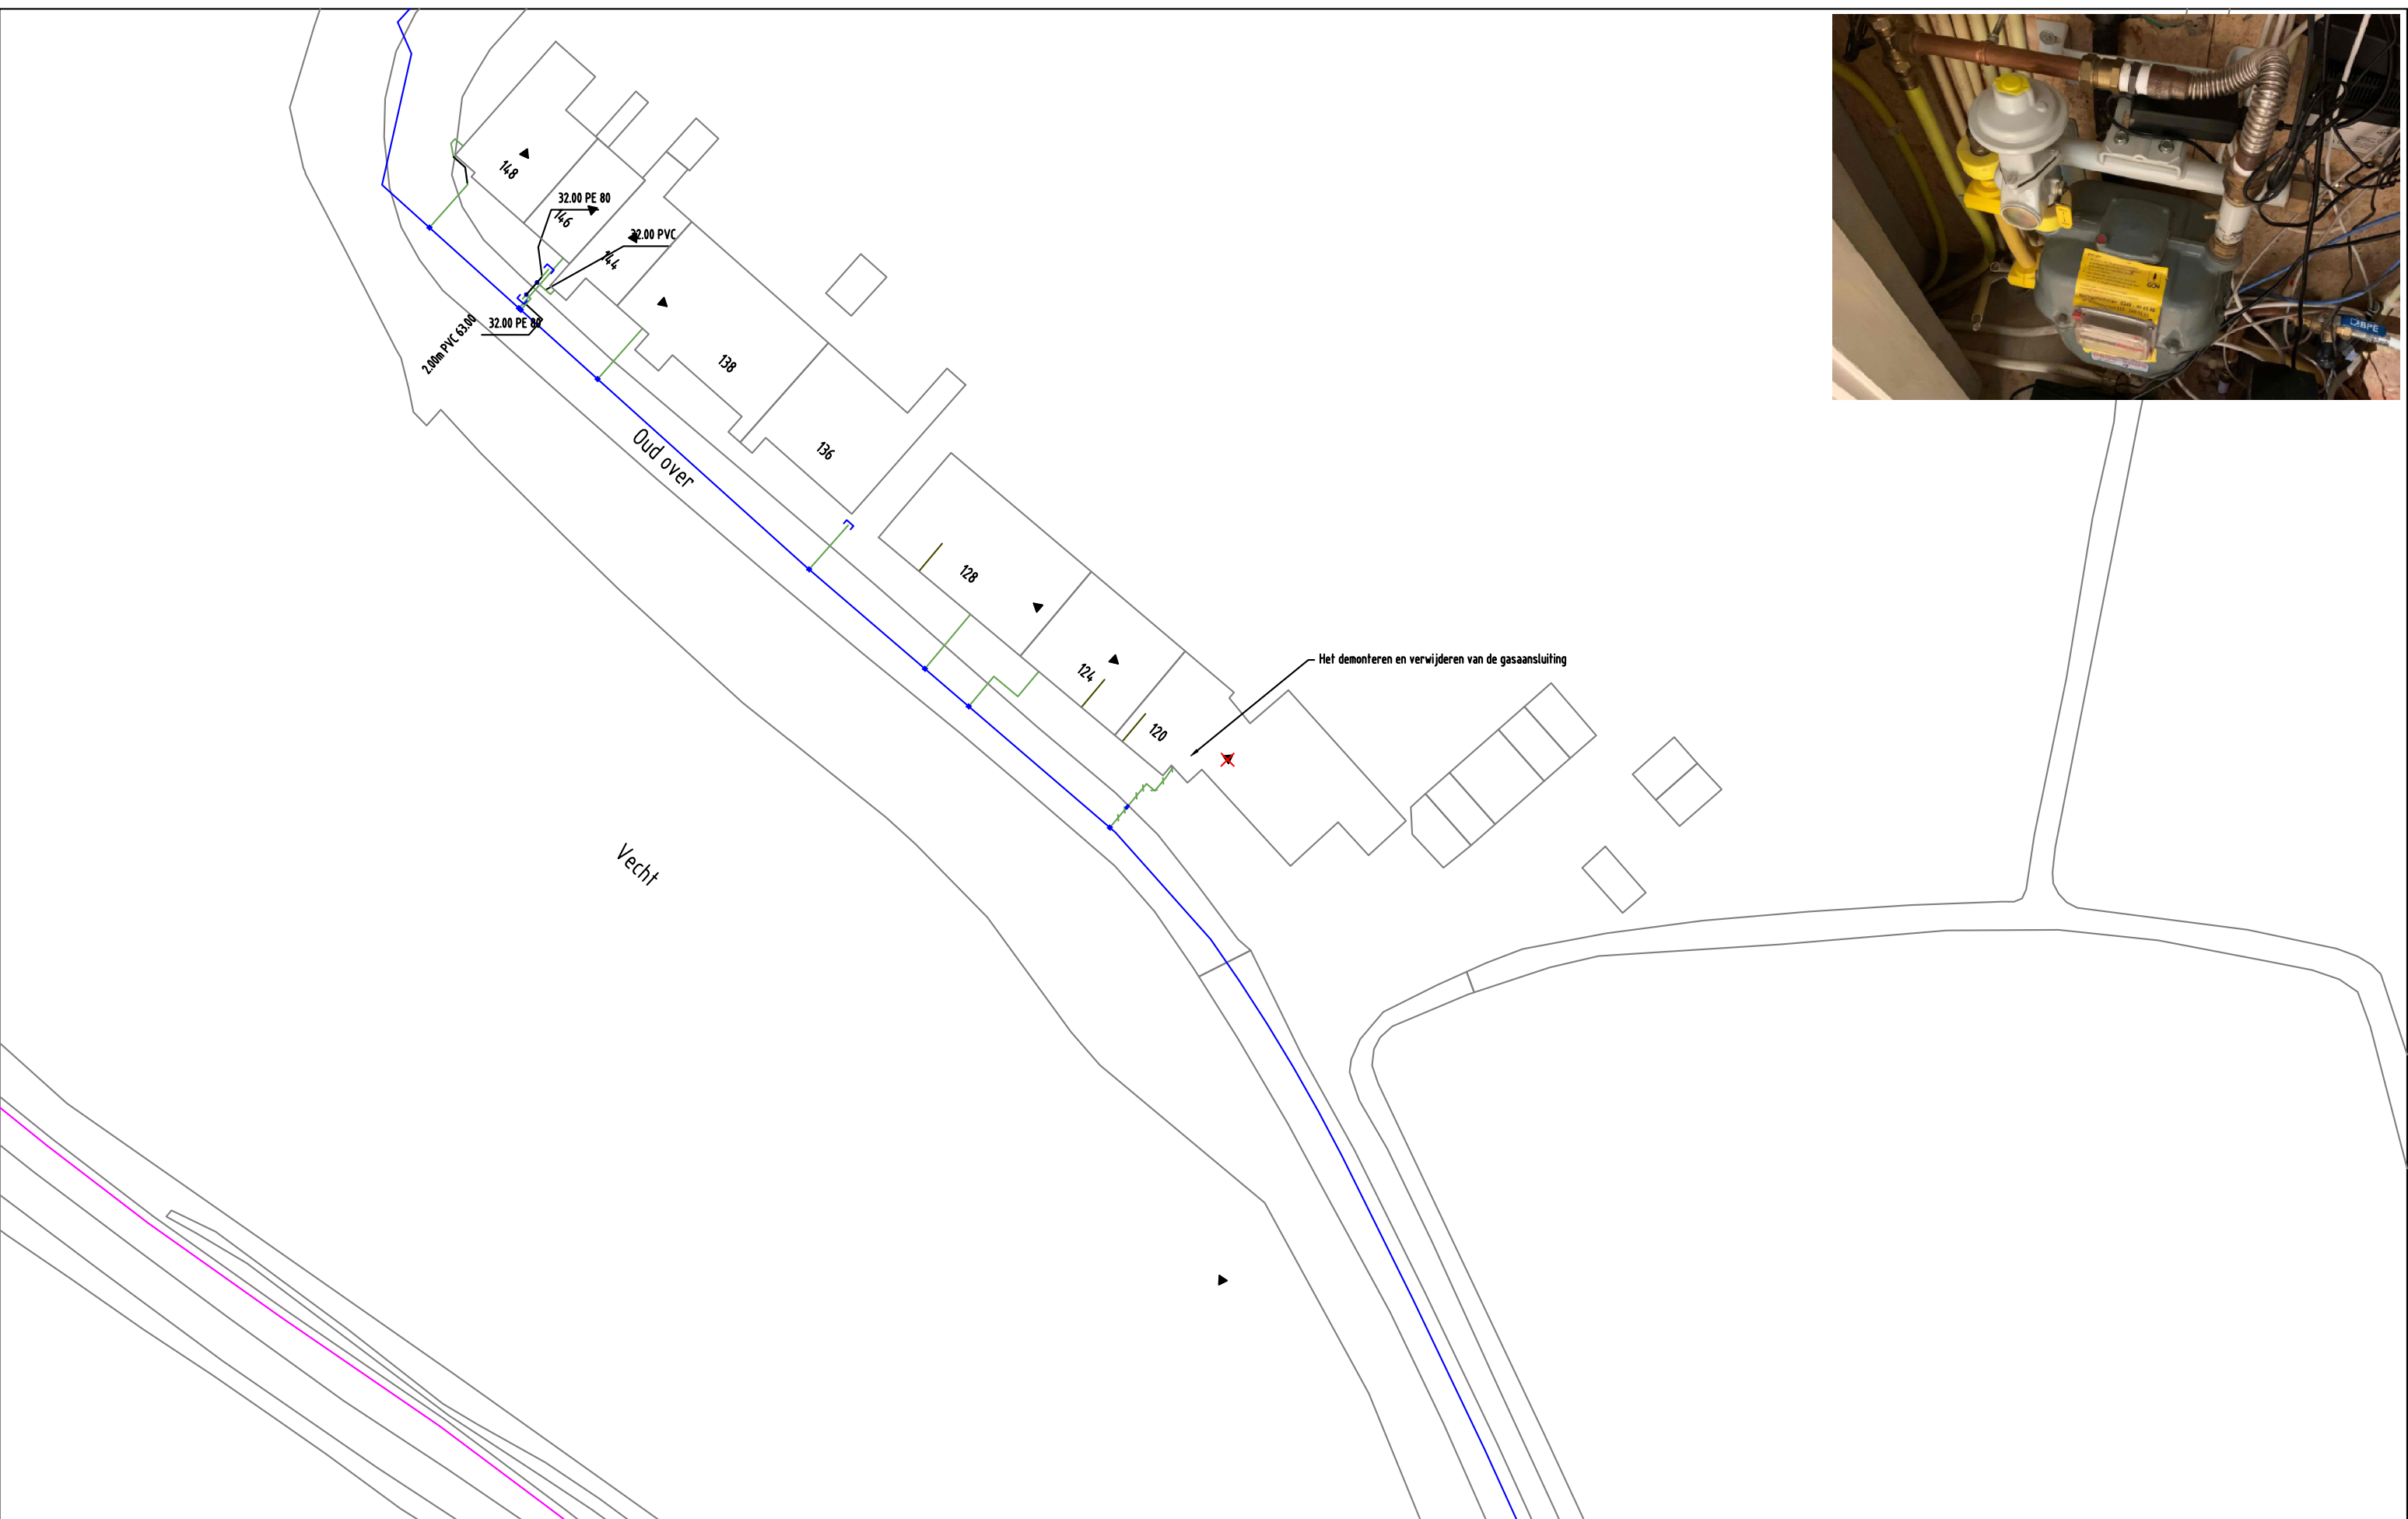 148
32.00 PE 80
146
32.00 PVC
144
2.00m PVC 63.00
32.00 PE 80
138
136
Oud over
128
124
120
Het demonteren en verwijderen van de gasaansluiting
Vecht